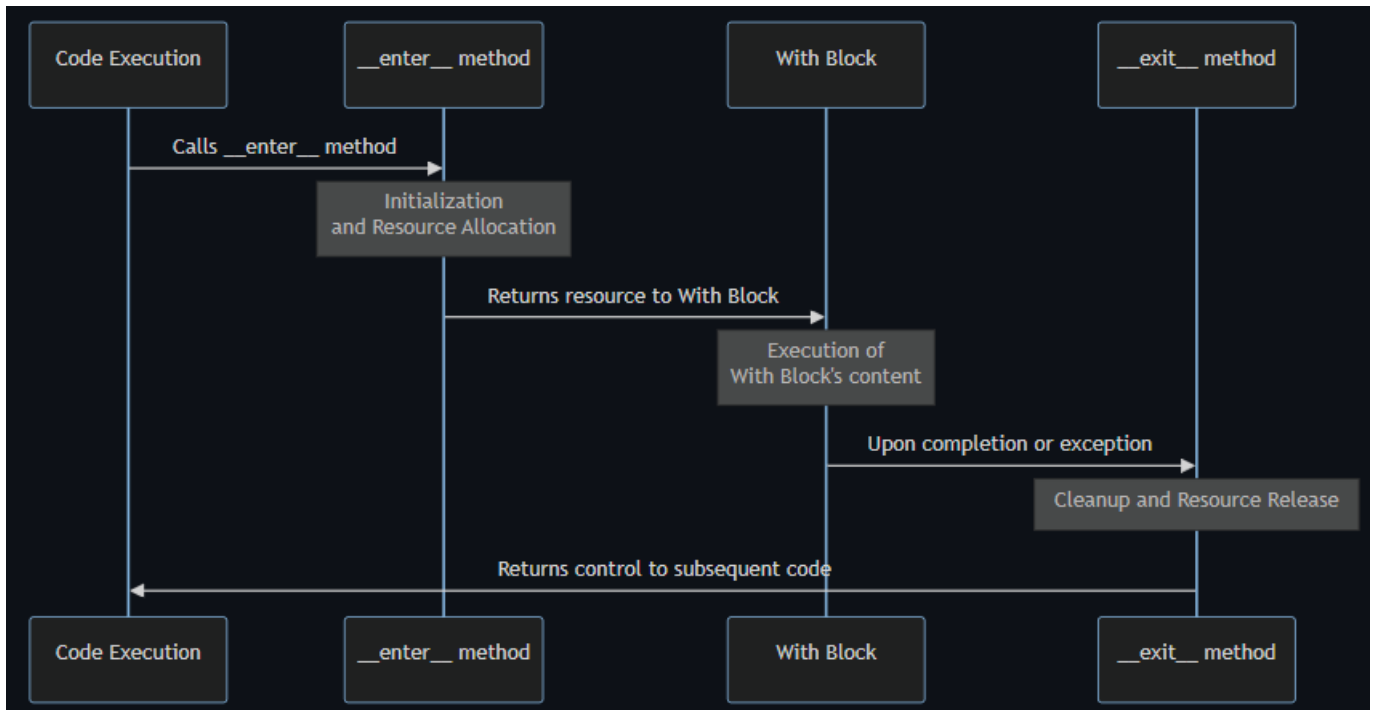 Code Execution
__enter__ method
With Block
__exit__ method
Calls __enter__ method
Initialization
and Resource Allocation
Returns resource to With Block
Execution of
With Block's content
Upon completion or exception
Cleanup and Resource Release
Returns control to subsequent code
Code Execution
__enter__ method
With Block
__exit__ method